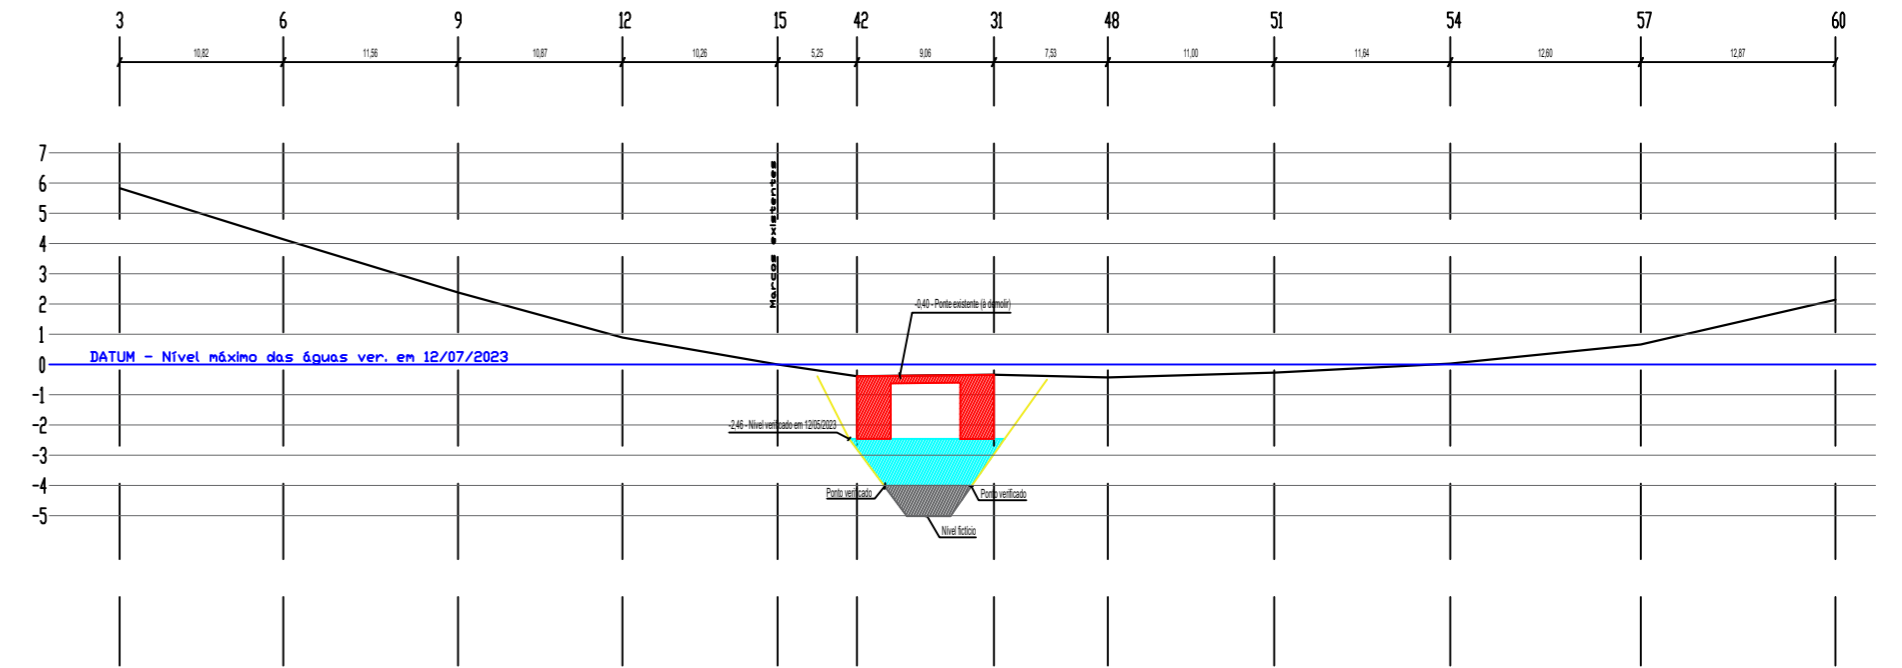 3 6 9 12 15 42 31 48 51 54 57 60
10,82 11,56 10,87 10,26 5,25 9,06 7,53 11,00 11,64 12,60 12,87
Marcos existentes
7
6
5
4
3
2
-0,40 - Ponte existente (à demolir)
1
DATUM - Nível máximo das águas ver. em 12/07/2023
0
-1
-2
-2,46 - Nível verificado em 12/05/2023
-3
-4
Ponto verificado
Ponto verificado
-5
Nível fictício